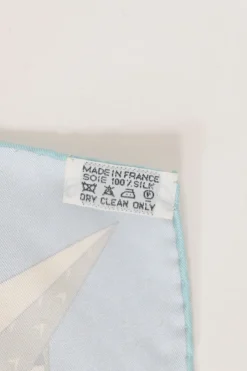 MADE IN FRANCE
SOIE 100% SILK
DRY CLEAN ONLY